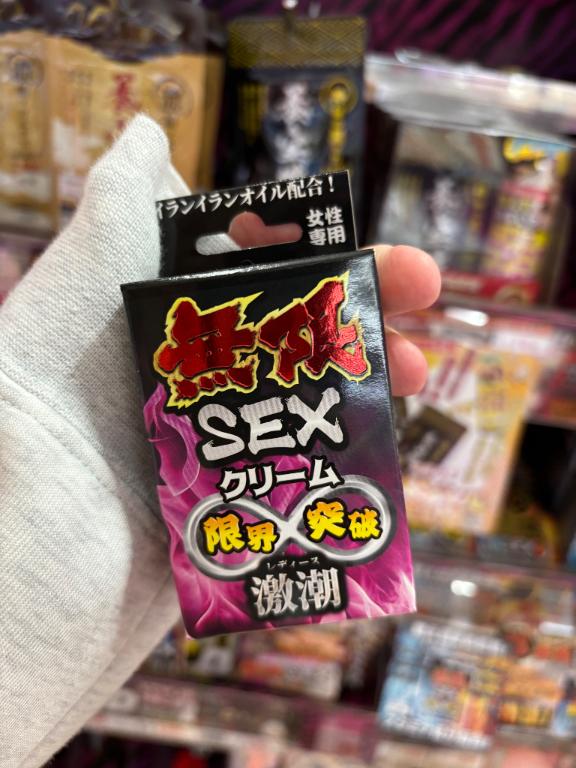 イランイランオイル配合！
女性
専用
無限
SEX
クリーム
限界 突破
レディース
激潮